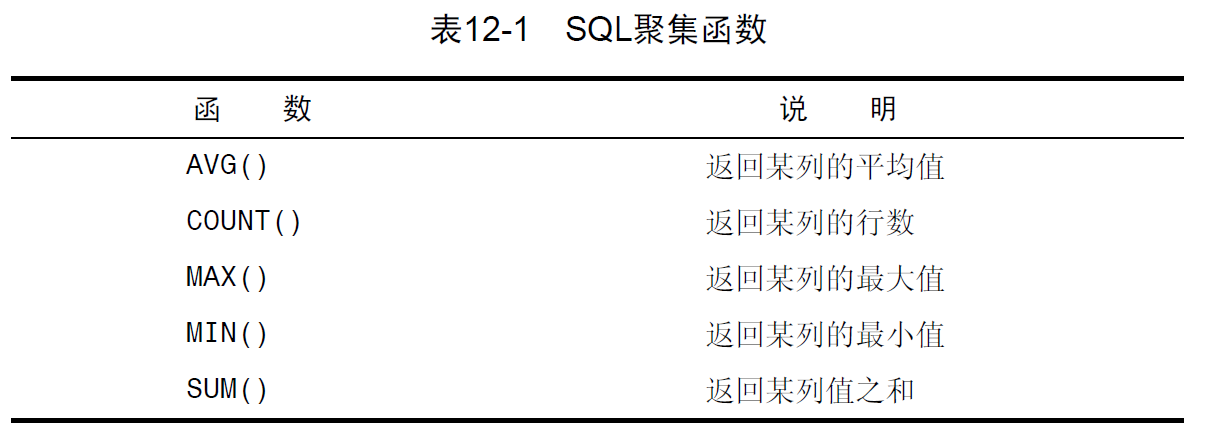 表12-1 SQL聚集函数
函 数 说 明
AVG() 返回某列的平均值
COUNT() 返回某列的行数
MAX() 返回某列的最大值
MIN() 返回某列的最小值
SUM() 返回某列值之和